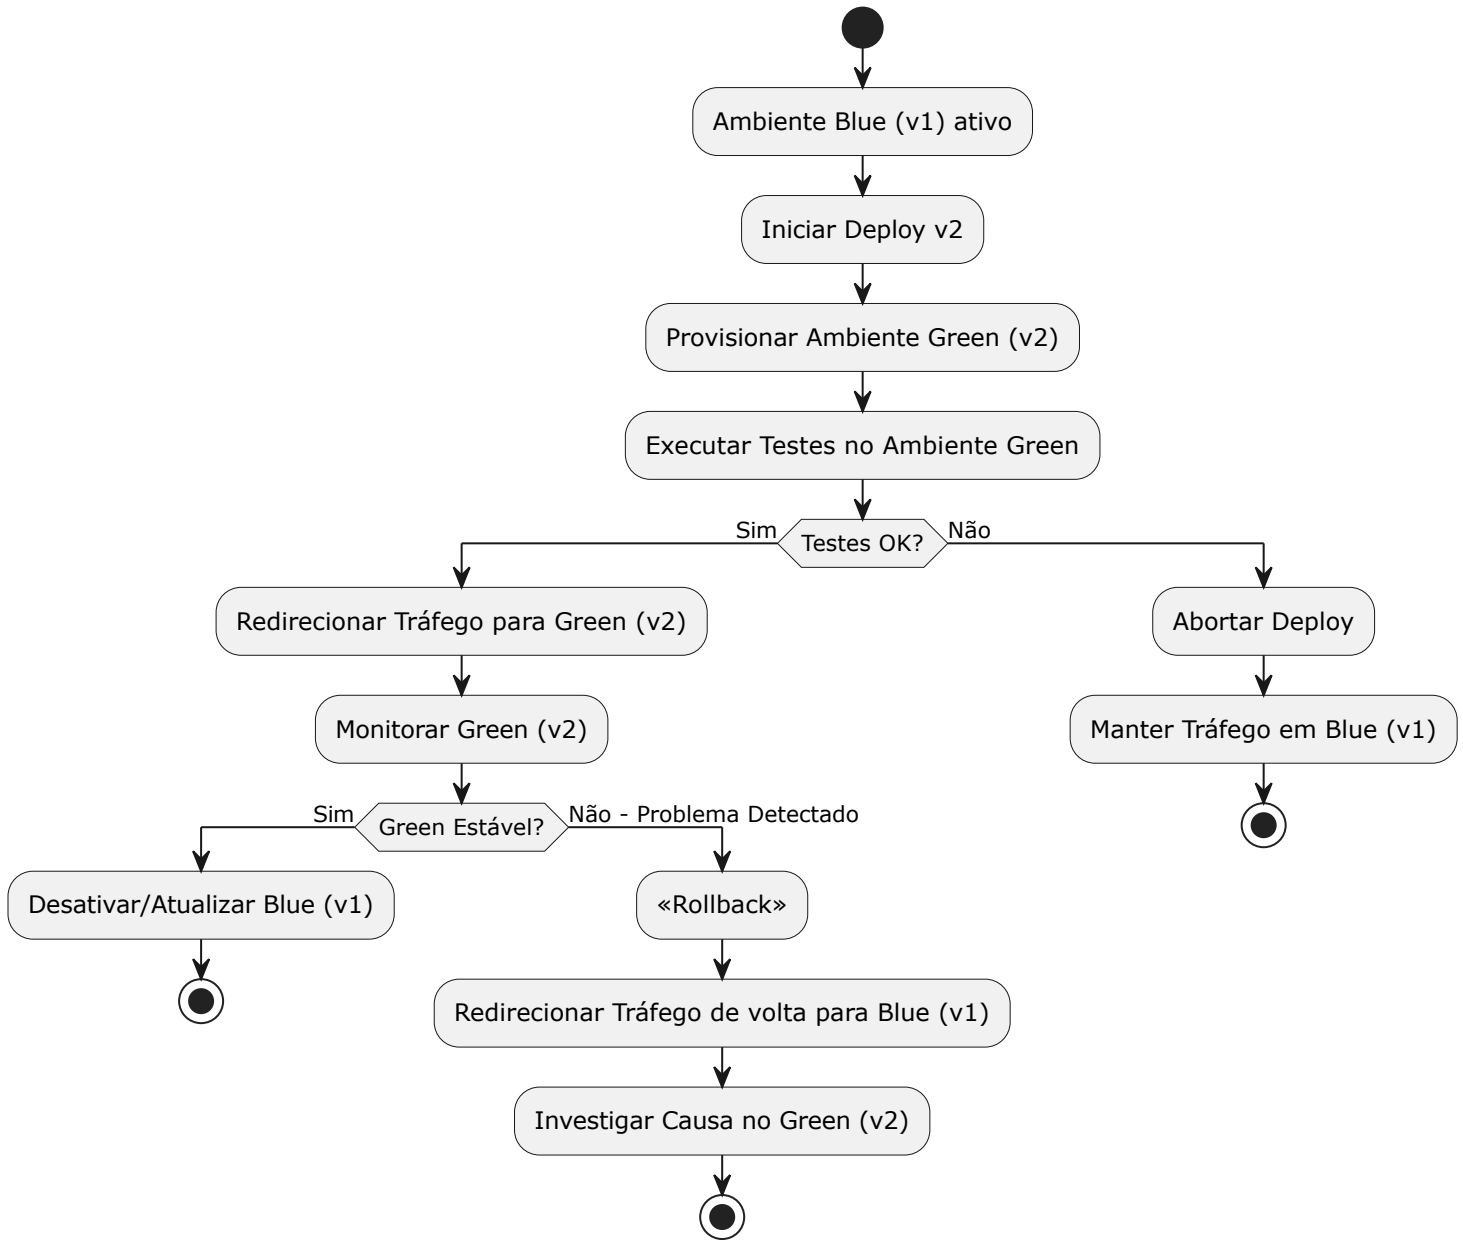 Ambiente Blue (v1) ativo
Iniciar Deploy v2
Provisionar Ambiente Green (v2)
Executar Testes no Ambiente Green
Sim
Testes OK?
Não
Redirecionar Tráfego para Green (v2)
Abortar Deploy
Monitorar Green (v2)
Manter Tráfego em Blue (v1)
Sim
Green Estável?
Não - Problema Detectado
Desativar/Atualizar Blue (v1)
«Rollback»
Redirecionar Tráfego de volta para Blue (v1)
Investigar Causa no Green (v2)